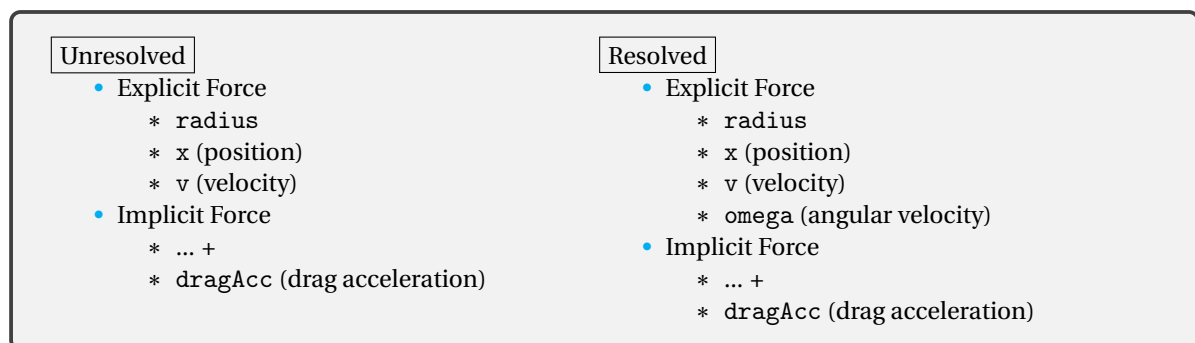 Unresolved
• Explicit Force
* radius
* x (position)
* v (velocity)
• Implicit Force
* ... +
* dragAcc (drag acceleration)
Resolved
• Explicit Force
* radius
* x (position)
* v (velocity)
* omega (angular velocity)
• Implicit Force
* ... +
* dragAcc (drag acceleration)